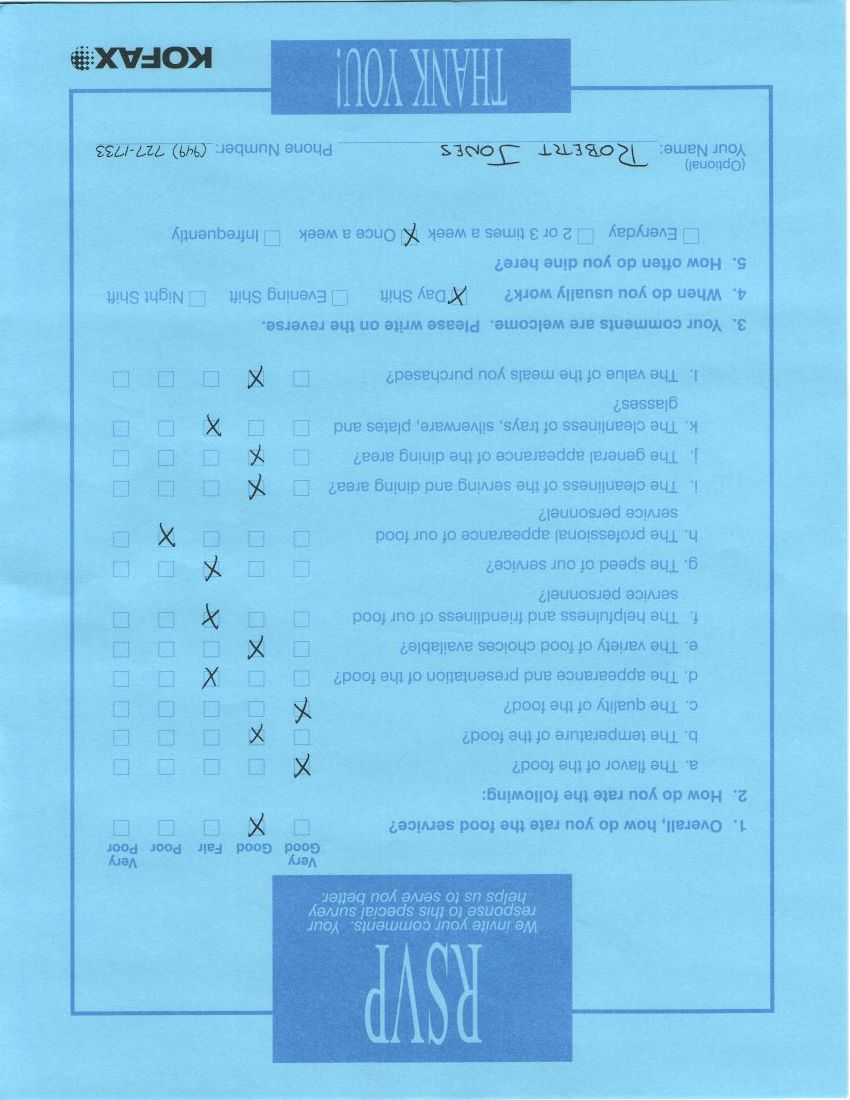 RSVP
We invite your comments. Your
response to this special survey
helps us to serve you better.
Very Good Good Fair Poor Very Poor
1. Overall, how do you rate the food service?
2. How do you rate the following:
a. The flavor of the food?
b. The temperature of the food?
c. The quality of the food?
d. The appearance and presentation of the food?
e. The variety of food choices available?
f. The helpfulness and friendliness of our food
service personnel?
g. The speed of our service?
h. The professional appearance of our food
service personnel?
i. The cleanliness of the serving and dining area?
j. The general appearance of the dining area?
k. The cleanliness of trays, silverware, plates and
glasses?
l. The value of the meals you purchased?
3. Your comments are welcome. Please write on the reverse.
4. When do you usually work? Day Shift Evening Shift Night Shift
5. How often do you dine here?
Everyday 2 or 3 times a week Once a week Infrequently
(Optional)
Your Name: ROBERT JONES Phone Number: (949) 727-1733
THANK YOU!
KOFAX